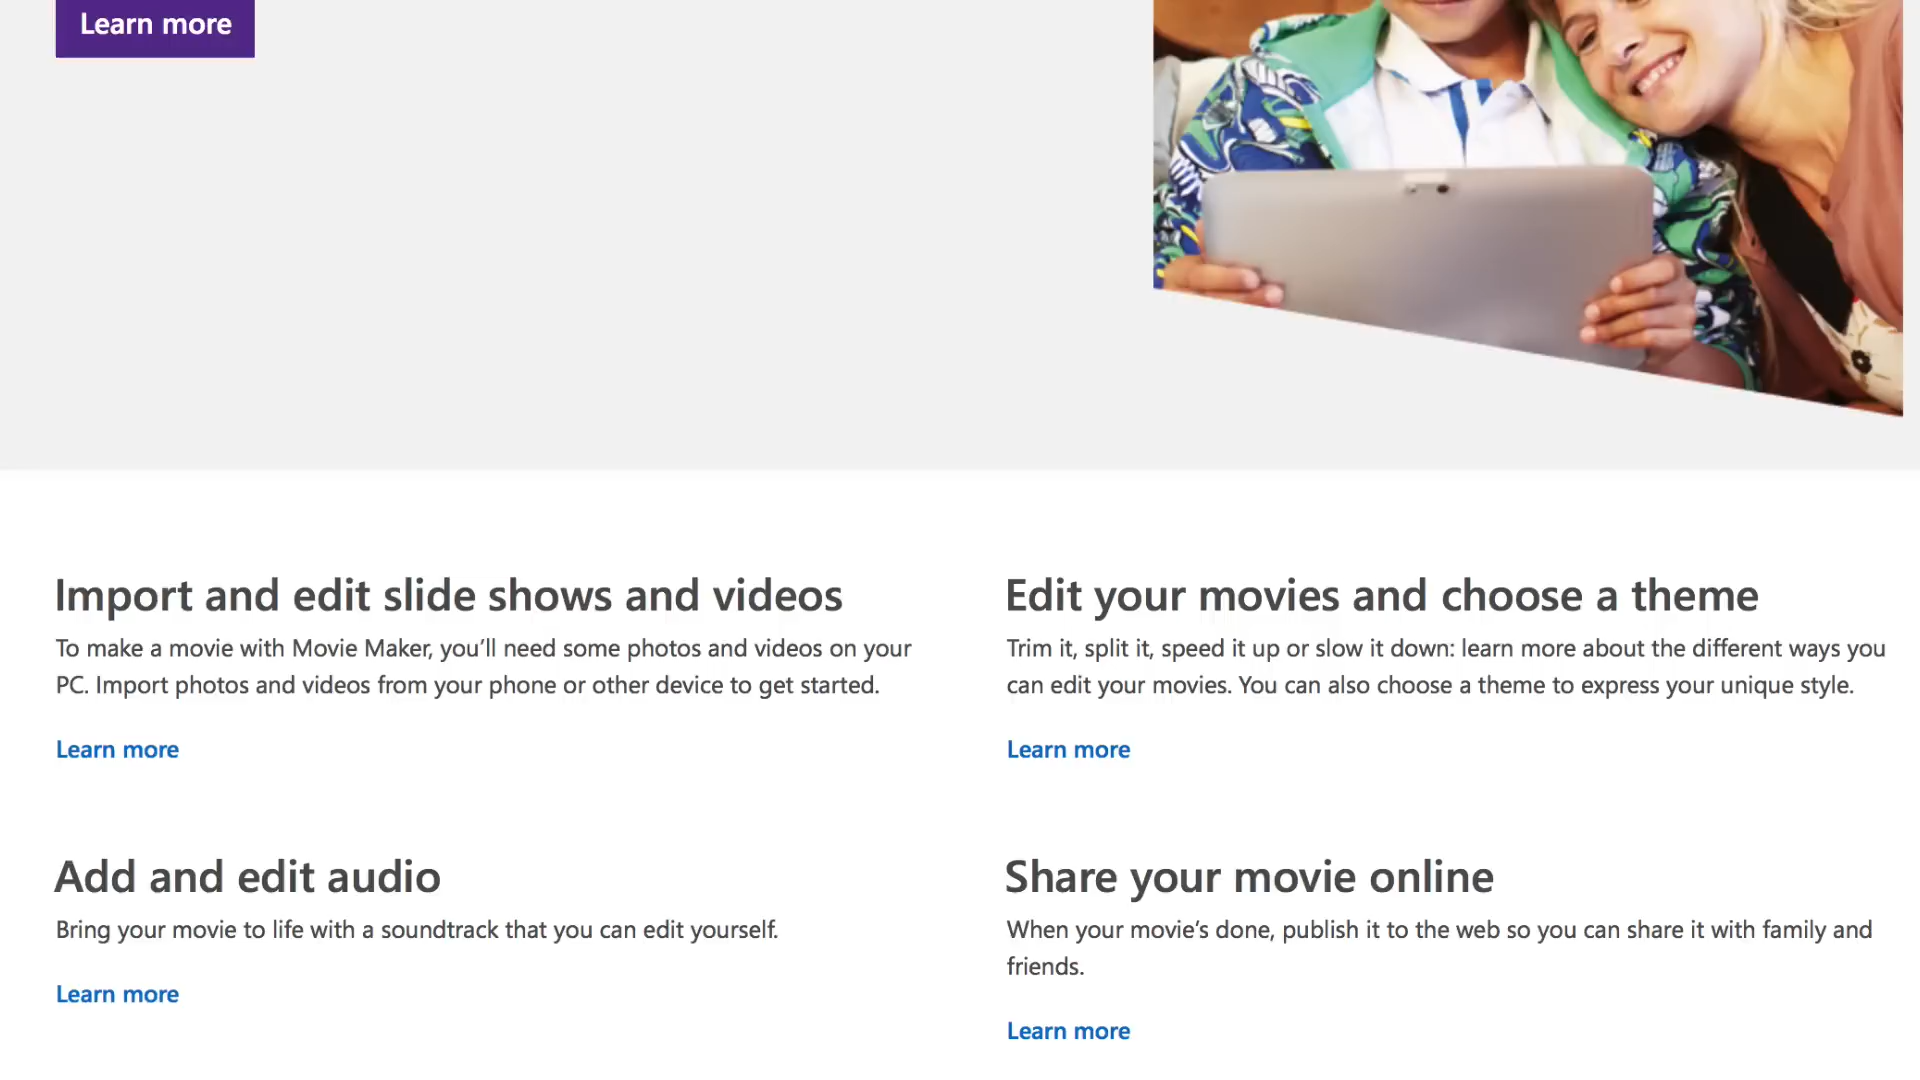 Learn more
Import and edit slide shows and videos
To make a movie with Movie Maker, you’ll need some photos and videos on your
PC. Import photos and videos from your phone or other device to get started.
Learn more
Edit your movies and choose a theme
Trim it, split it, speed it up or slow it down: learn more about the different ways you
can edit your movies. You can also choose a theme to express your unique style.
Learn more
Add and edit audio
Bring your movie to life with a soundtrack that you can edit yourself.
Learn more
Share your movie online
When your movie’s done, publish it to the web so you can share it with family and
friends.
Learn more